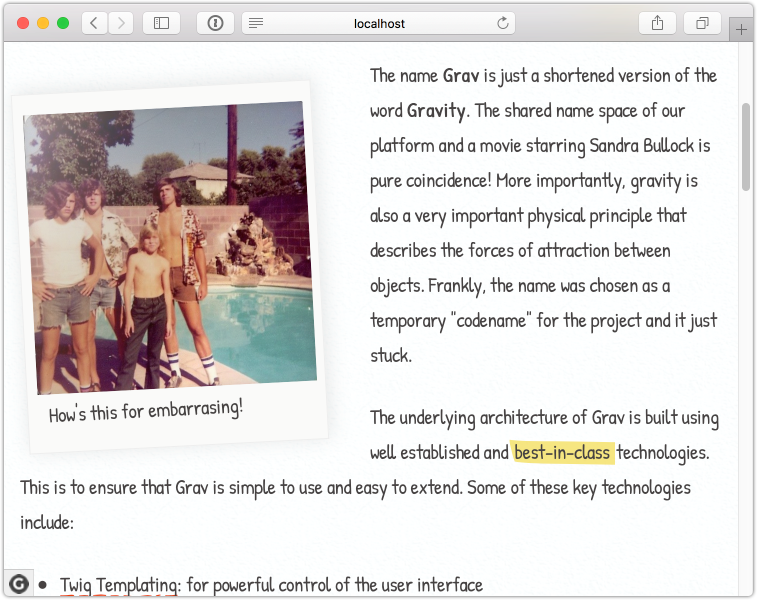 localhost
The name Grav is just a shortened version of the
word Gravity. The shared name space of our
platform and a movie starring Sandra Bullock is
pure coincidence! More importantly, gravity is
also a very important physical principle that
describes the forces of attraction between
objects. Frankly, the name was chosen as a
temporary "codename" for the project and it just
stuck.
How's this for embarrasing!
The underlying architecture of Grav is built using
well established and best-in-class technologies.
This is to ensure that Grav is simple to use and easy to extend. Some of these key technologies
include:
Twig Templating: for powerful control of the user interface